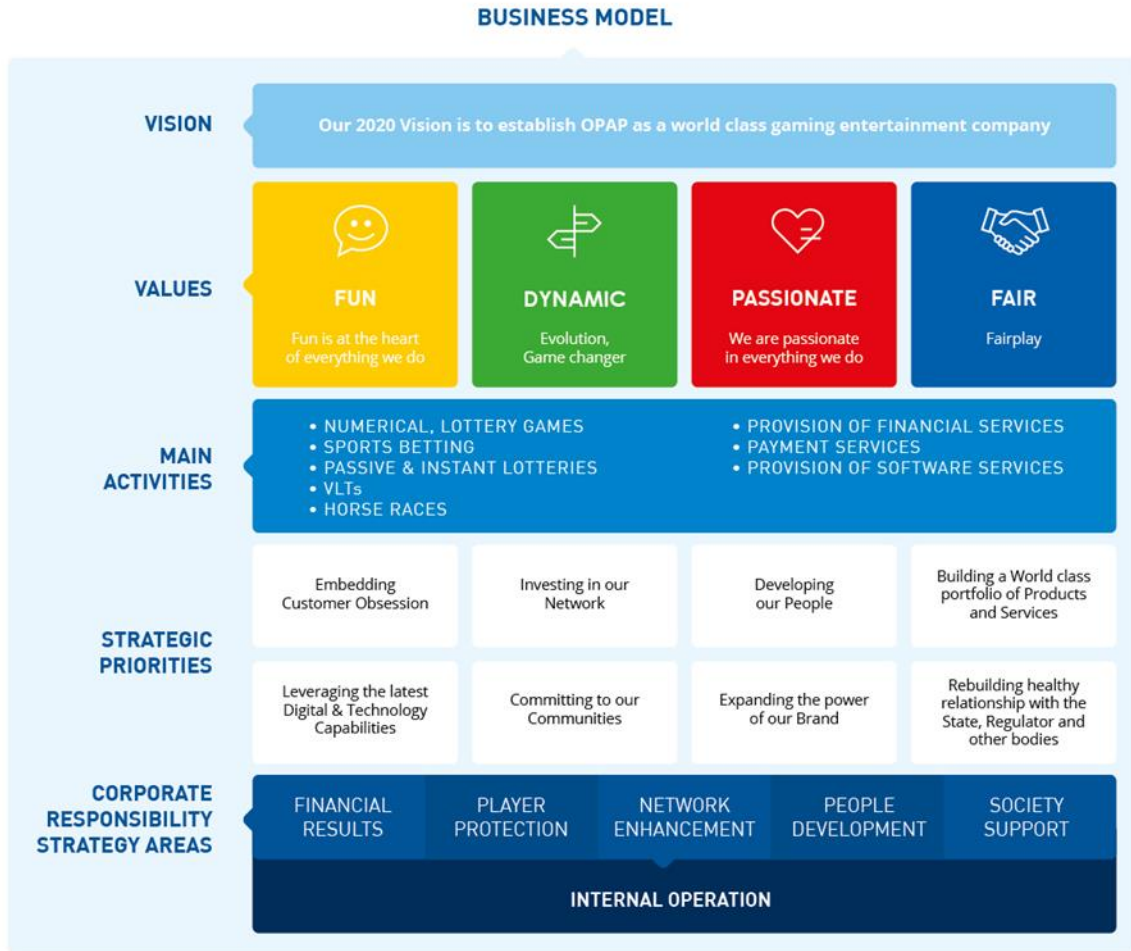 BUSINESS MODEL
VISION
Our 2020 Vision is to establish OPAP as a world class gaming entertainment company
VALUES
FUN
Fun is at the heart
of everything we do
DYNAMIC
Evolution,
Game changer
PASSIONATE
We are passionate
in everything we do
FAIR
Fairplay
MAIN
ACTIVITIES
• NUMERICAL, LOTTERY GAMES
• SPORTS BETTING
• PASSIVE & INSTANT LOTTERIES
• VLTs
• HORSE RACES
• PROVISION OF FINANCIAL SERVICES
• PAYMENT SERVICES
• PROVISION OF SOFTWARE SERVICES
STRATEGIC
PRIORITIES
Embedding
Customer Obsession
Investing in our
Network
Developing
our People
Building a World class
portfolio of Products
and Services
Leveraging the latest
Digital & Technology
Capabilities
Committing to our
Communities
Expanding the power
of our Brand
Rebuilding healthy
relationship with the
State, Regulator and
other bodies
CORPORATE
RESPONSIBILITY
STRATEGY AREAS
FINANCIAL
RESULTS
PLAYER
PROTECTION
NETWORK
ENHANCEMENT
PEOPLE
DEVELOPMENT
SOCIETY
SUPPORT
INTERNAL OPERATION